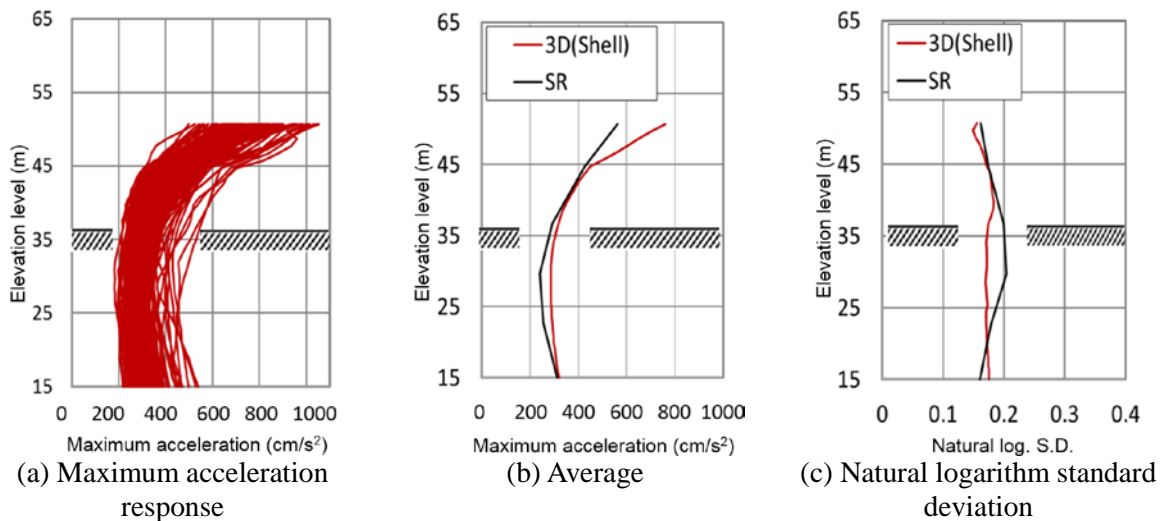 65
55
45
35
25
15
Elevation level (m)
0 200 400 600 800 1000
Maximum acceleration (cm/s²)
(a) Maximum acceleration
response
3D(Shell)
SR
65
55
45
35
25
15
Elevation level (m)
0 200 400 600 800 1000
Maximum acceleration (cm/s²)
(b) Average
3D(Shell)
SR
65
55
45
35
25
15
Elevation level (m)
0 0.1 0.2 0.3 0.4
Natural log. S.D.
(c) Natural logarithm standard
deviation